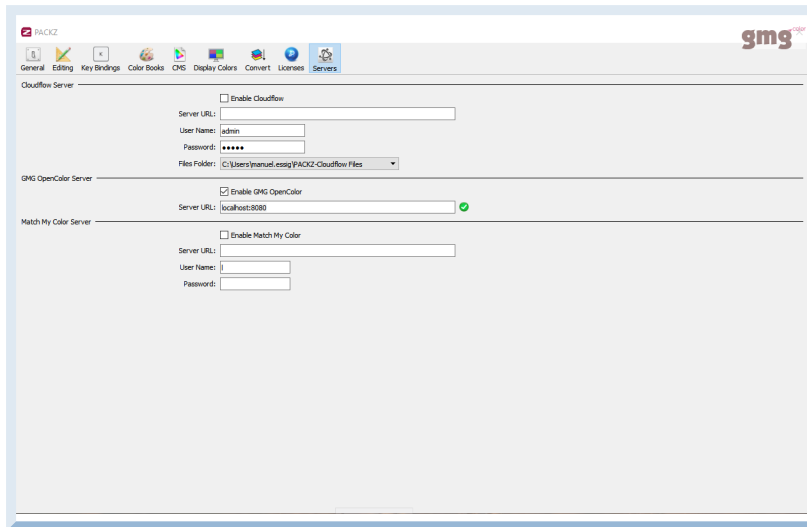 PACKZ
gmg color
General Editing Key Bindings Color Books CMS Display Colors Convert Licenses Servers
Cloudflow Server
Enable Cloudflow
Server URL:
User Name: admin
Password: •••••
Files Folder: C:\Users\manuel.essig\PACKZ-Cloudflow Files
GMG OpenColor Server
Enable GMG OpenColor
Server URL: localhost:8080
Match My Color Server
Enable Match My Color
Server URL:
User Name:
Password: